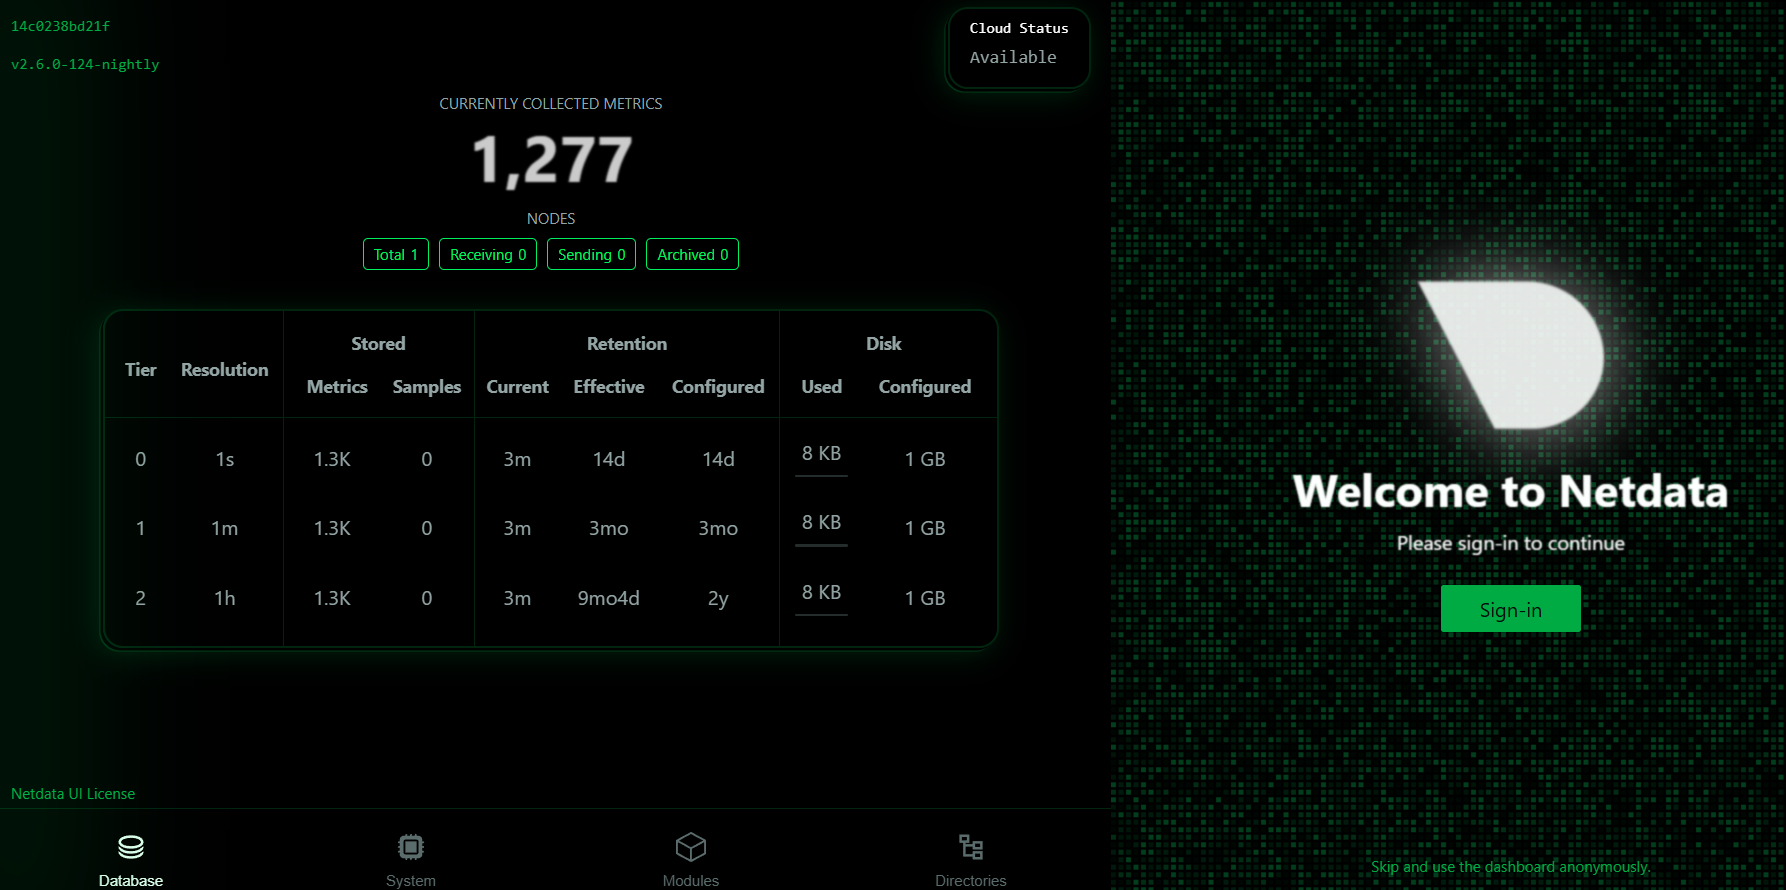 14c0238bd21f
v2.6.0-124-nightly
Cloud Status
Available
CURRENTLY COLLECTED METRICS
1,277
NODES
Total 1 Receiving 0 Sending 0 Archived 0
Stored Retention Disk
Tier Resolution Metrics Samples Current Effective Configured Used Configured
0 1s 1.3K 0 3m 14d 14d 8 KB 1 GB
1 1m 1.3K 0 3m 3mo 3mo 8 KB 1 GB
2 1h 1.3K 0 3m 9mo4d 2y 8 KB 1 GB
Netdata UI License
Database System Modules Directories
Welcome to Netdata
Please sign-in to continue
Sign-in
Skip and use the dashboard anonymously.